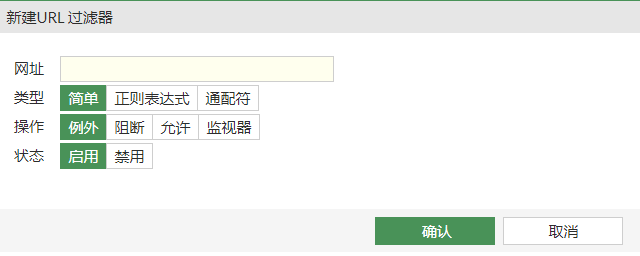 新建URL 过滤器
网址
类型 简单 正则表达式 通配符
操作 例外 阻断 允许 监视器
状态 启用 禁用
确认 取消